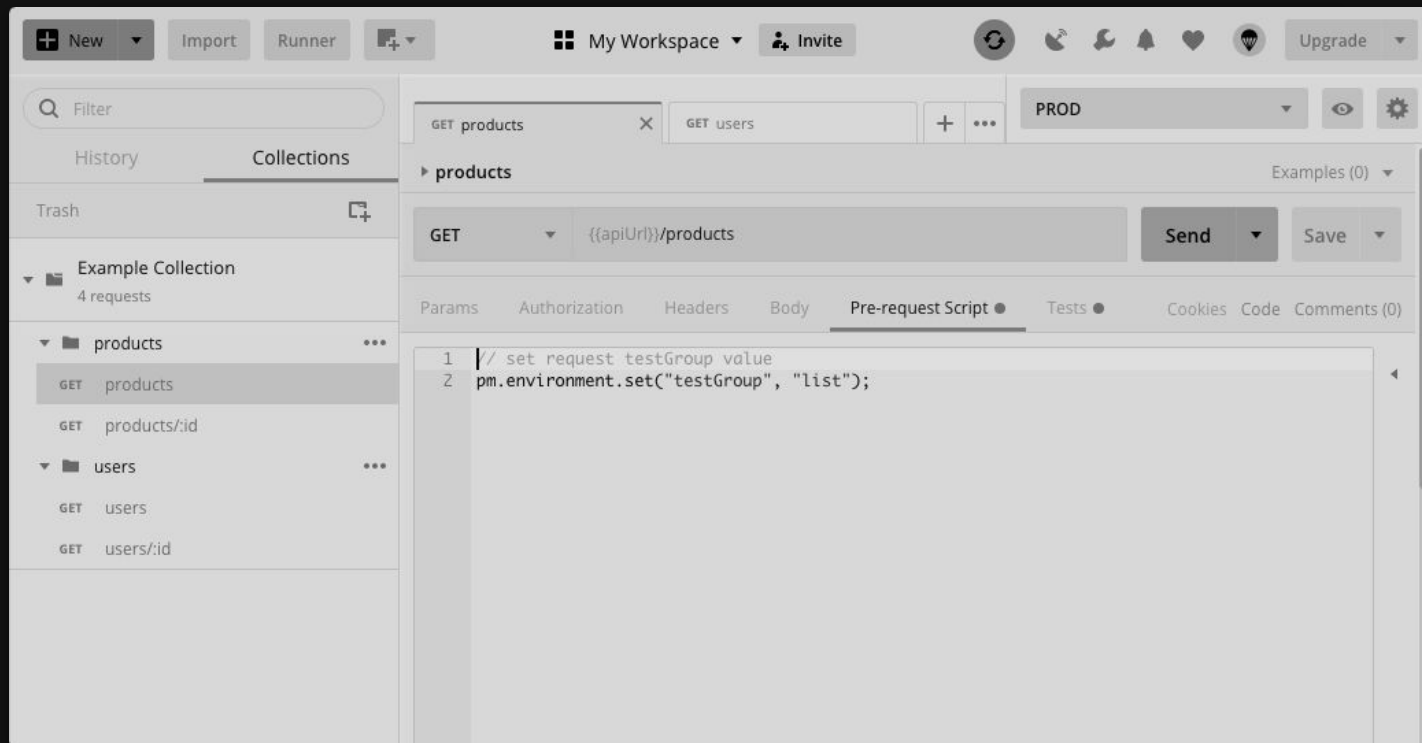 New Import Runner My Workspace Invite Upgrade
Filter
History Collections
Trash
Example Collection
4 requests
products
GET products
GET products/:id
users
GET users
GET users/:id
GET products GET users
PROD
products Examples (0)
GET {{apiUrl}}/products Send Save
Params Authorization Headers Body Pre-request Script Tests Cookies Code Comments (0)
1 // set request testGroup value
2 pm.environment.set("testGroup", "list");